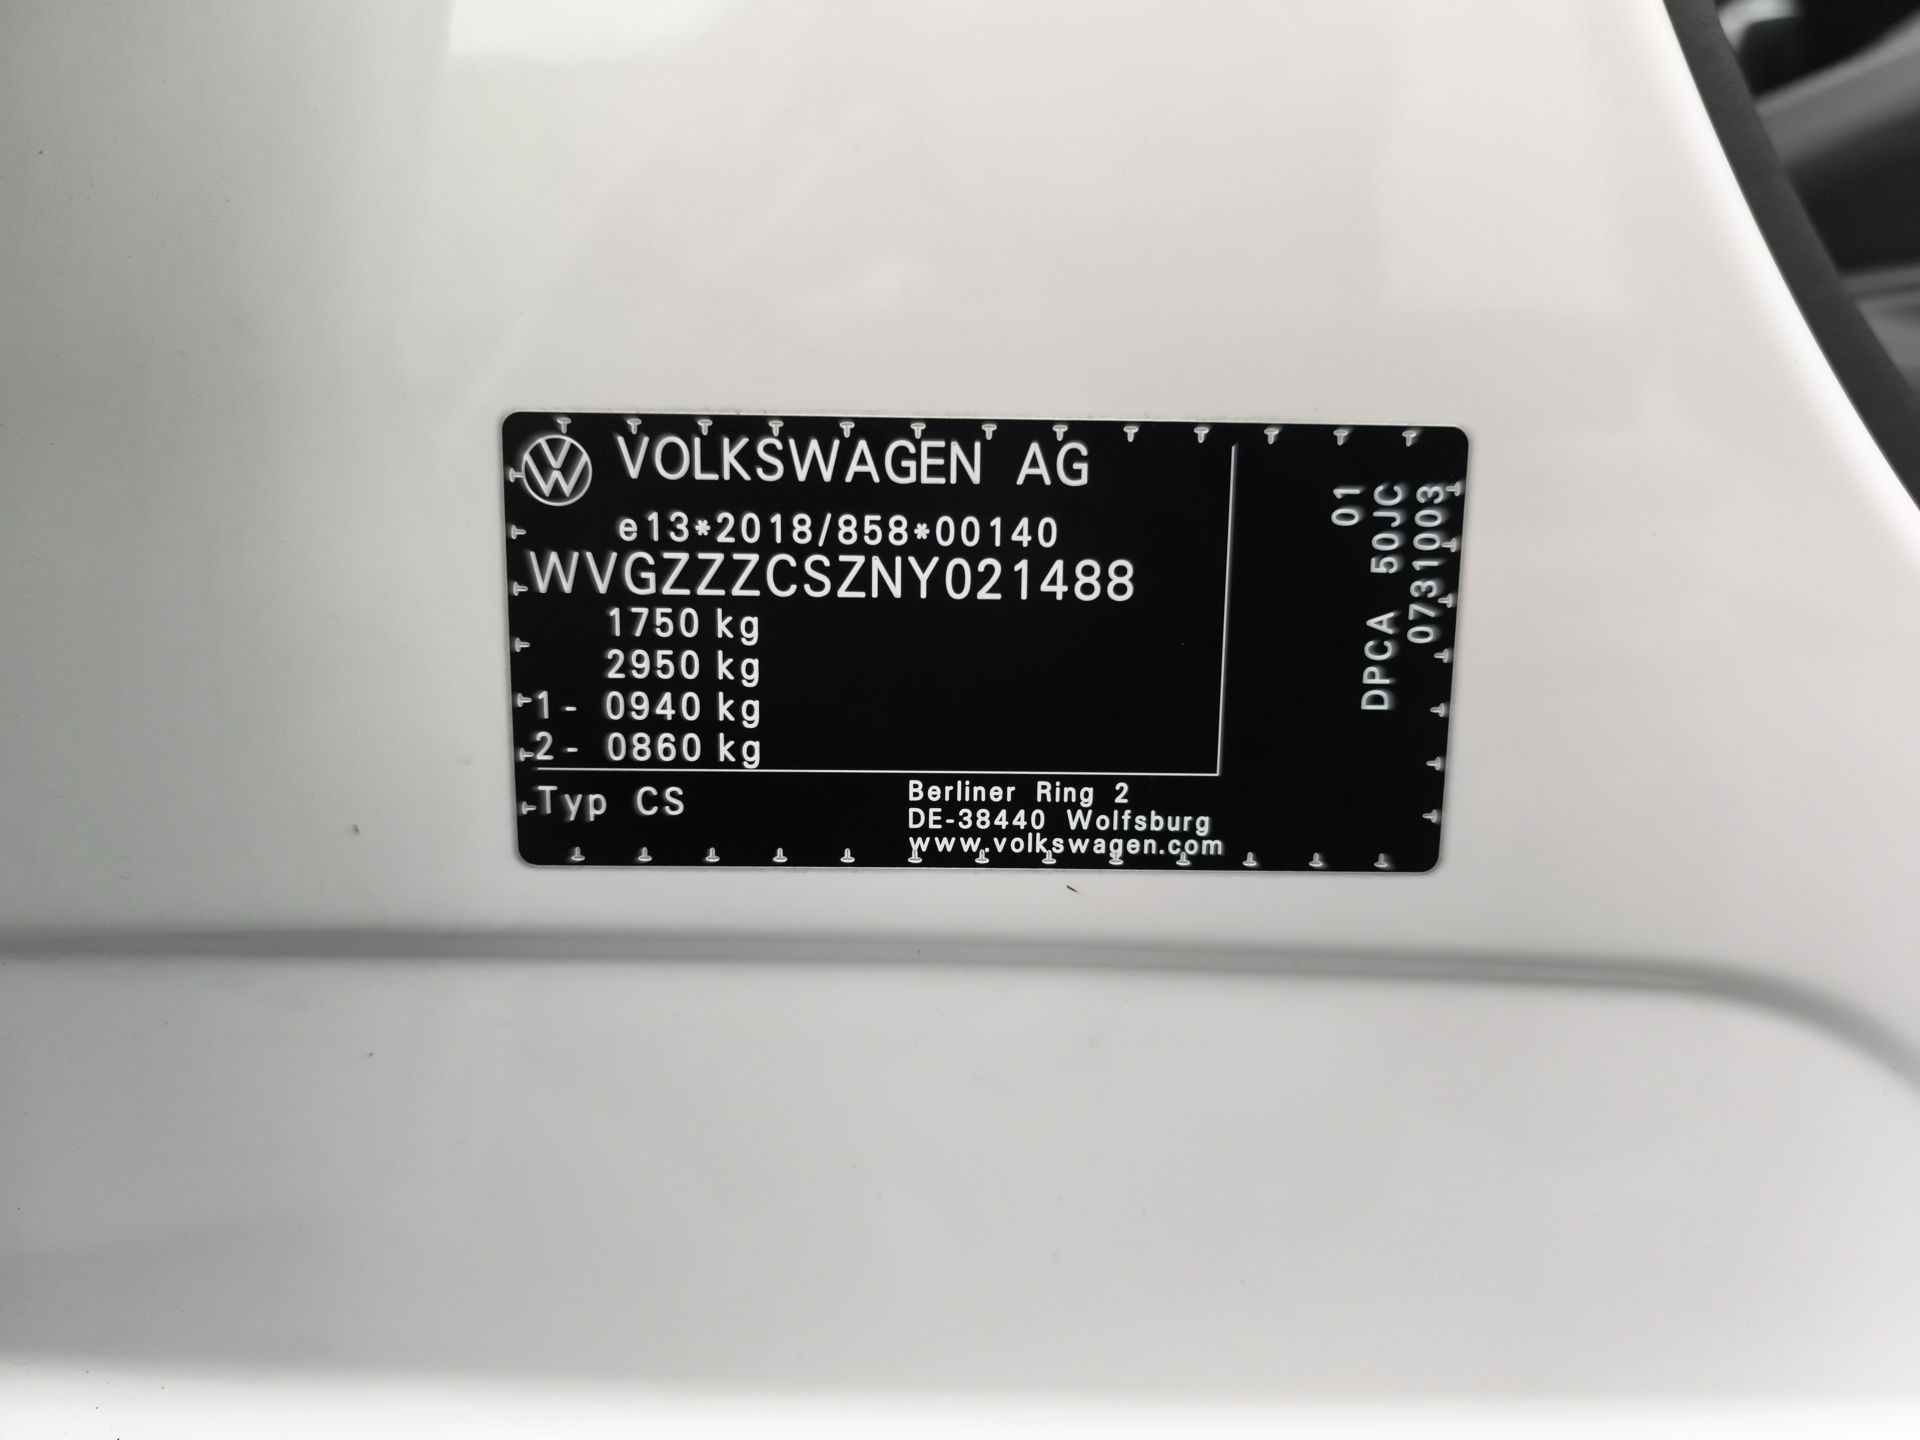 VOLKSWAGEN AG
e13*2018/858*00140
WVGZZZCSZNY021488
1750 kg
2950 kg
1- 0940 kg
2- 0860 kg
Typ CS
Berliner Ring 2
DE-38440 Wolfsburg
www.volkswagen.com
01
DPCA 50JC
0731003